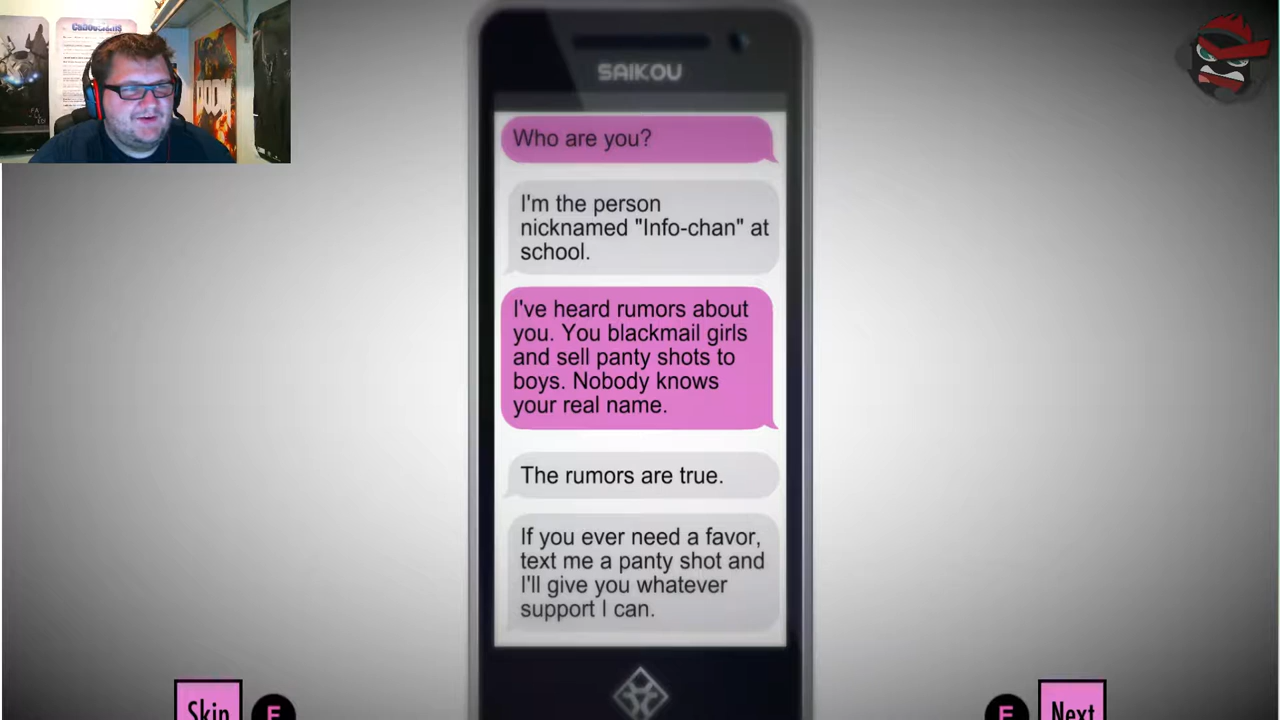 SAIKOU
Who are you?
I'm the person
nicknamed "Info-chan" at
school.
I've heard rumors about
you. You blackmail girls
and sell panty shots to
boys. Nobody knows
your real name.
The rumors are true.
If you ever need a favor,
text me a panty shot and
I'll give you whatever
support I can.
Skip
E
Next
DOOM